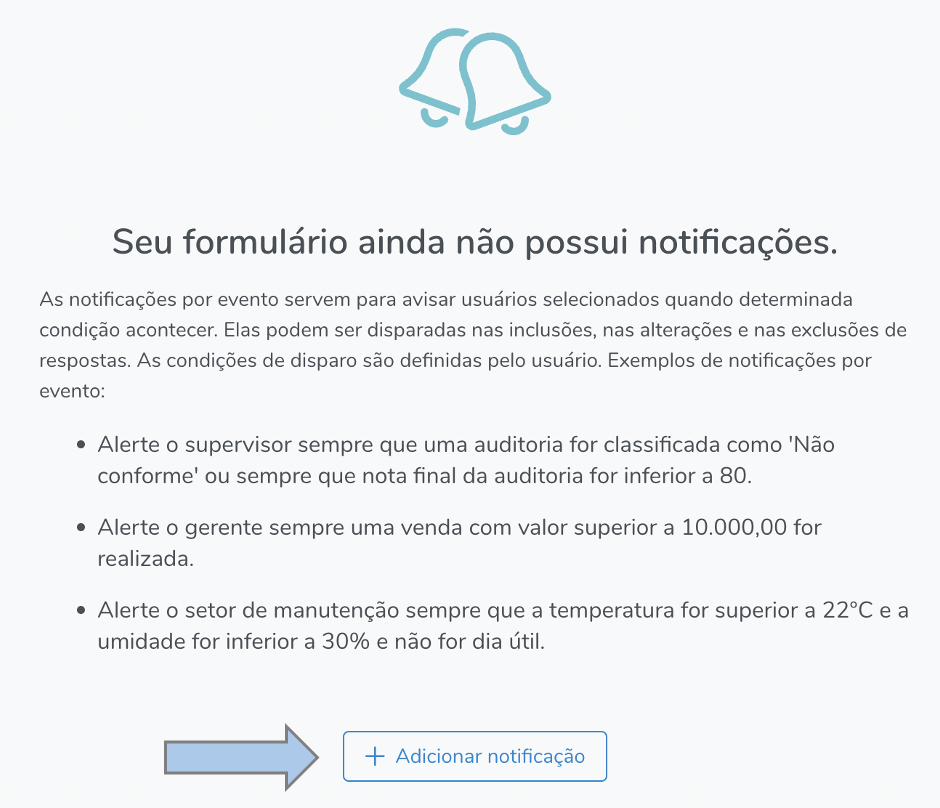 Seu formulário ainda não possui notificações.
As notificações por evento servem para avisar usuários selecionados quando determinada
condição acontecer. Elas podem ser disparadas nas inclusões, nas alterações e nas exclusões de
respostas. As condições de disparo são definidas pelo usuário. Exemplos de notificações por
evento:
• Alerte o supervisor sempre que uma auditoria for classificada como 'Não
conforme' ou sempre que nota final da auditoria for inferior a 80.
• Alerte o gerente sempre uma venda com valor superior a 10.000,00 for
realizada.
• Alerte o setor de manutenção sempre que a temperatura for superior a 22°C e a
umidade for inferior a 30% e não for dia útil.
+ Adicionar notificação